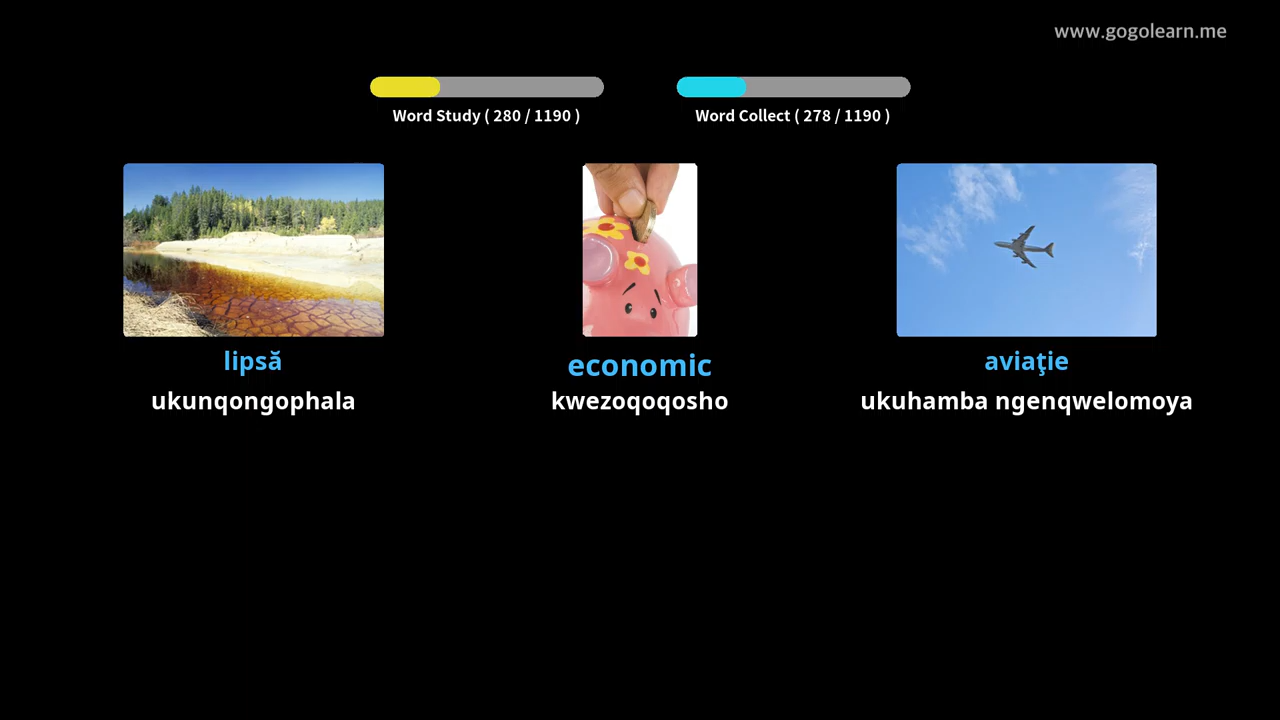 www.gogolearn.me
Word Study ( 280 / 1190 )
Word Collect ( 278 / 1190 )
lipsă
economic
aviaţie
ukunqongophala
kwezoqoqosho
ukuhamba ngenqwelomoya